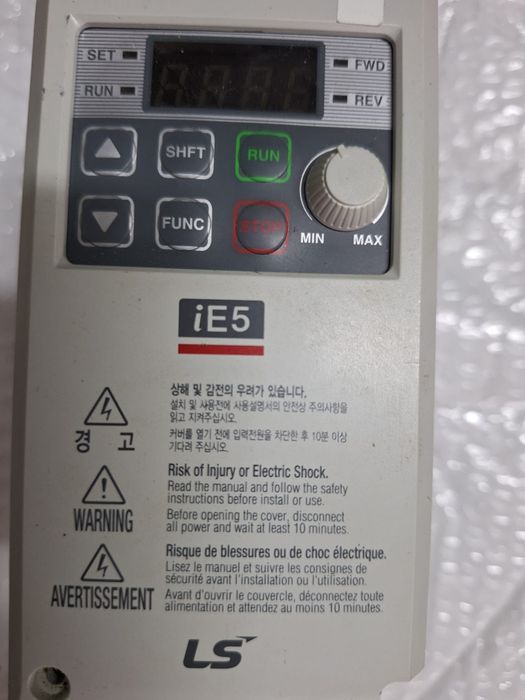 SET
FWD
RUN
REV
SHFT
RUN
FUNC
STOP
MIN MAX
iE5
상해 및 감전의 우려가 있습니다.
설치 및 사용전에 사용설명서의 안전상 주의사항을
읽고 지켜주십시오.
경 고
커버를 열기 전에 입력전원을 차단한 후 10분 이상
기다려 주십시오.
Risk of Injury or Electric Shock.
Read the manual and follow the safety
instructions before install or use.
WARNING
Before opening the cover, disconnect
all power and wait at least 10 minutes.
Risque de blessures ou de choc électrique.
Lisez le manuel et suivre les consignes de
sécurité avant l'installation ou l'utilisation.
AVERTISSEMENT
Avant d'ouvrir le couvercle, déconnectez toute
alimentation et attendez au moins 10 minutes.
LS